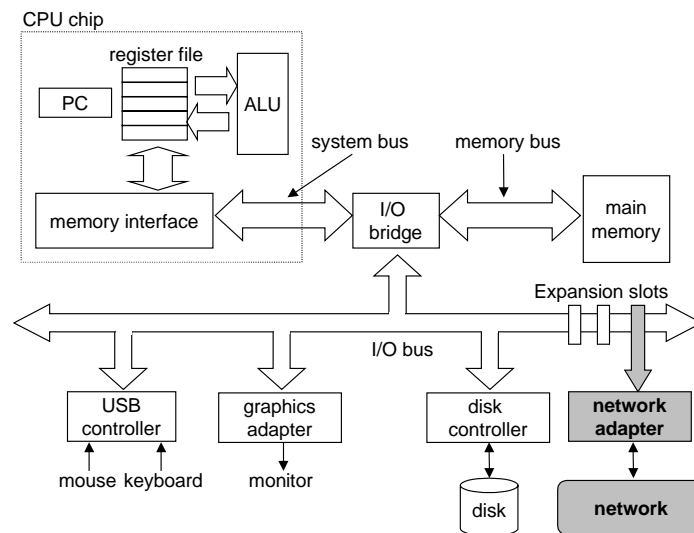 CPU chip
register file
PC
ALU
system bus
memory bus
memory interface
I/O
bridge
main
memory
Expansion slots
I/O bus
USB
controller
graphics
adapter
disk
controller
network
adapter
mouse
keyboard
monitor
disk
network